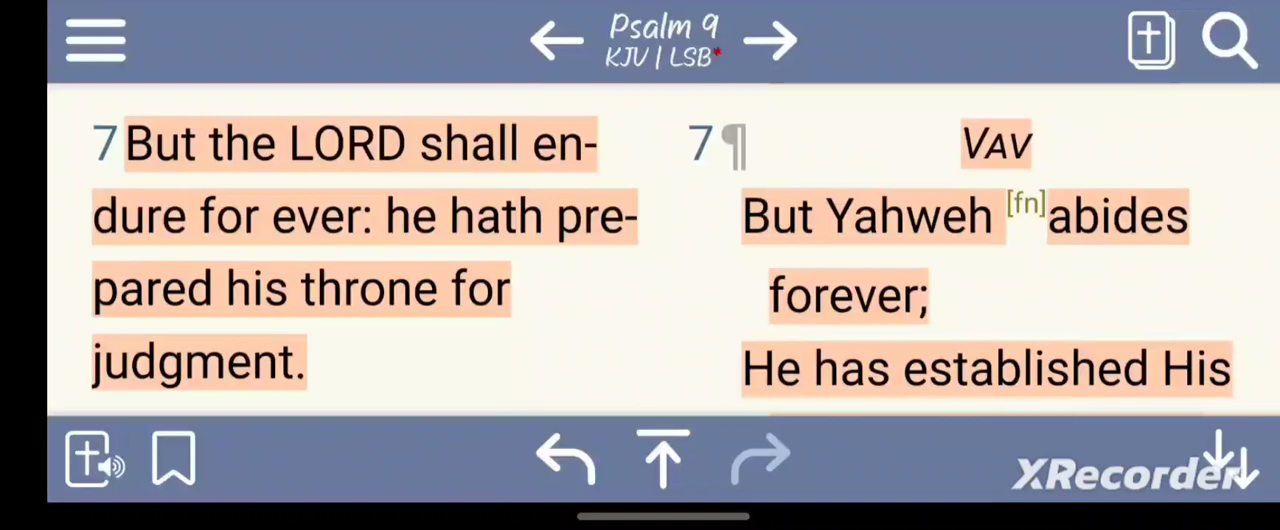 Psalm 9
KJV | LSB*
7 But the LORD shall en-
dure for ever: he hath pre-
pared his throne for
judgment.
7 ¶ VAV
But Yahweh [fn]abides
forever;
He has established His
XRecorder